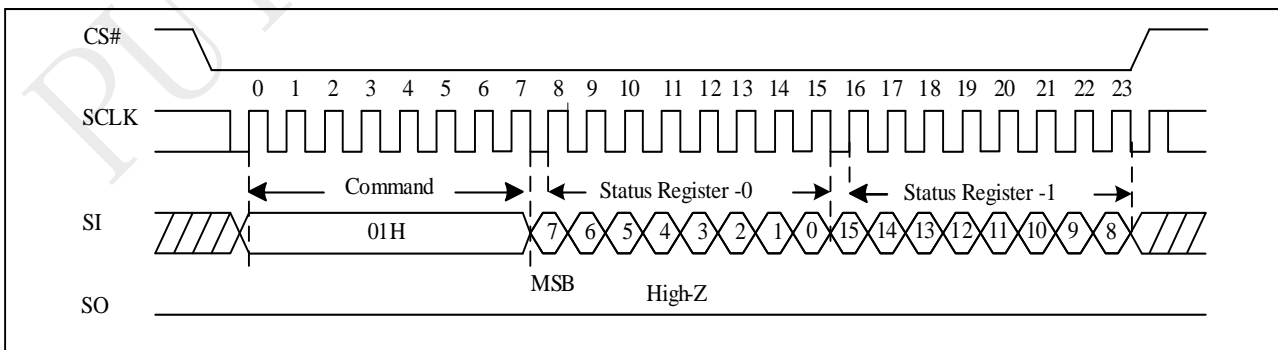 CS#
0 1 2 3 4 5 6 7 8 9 10 11 12 13 14 15 16 17 18 19 20 21 22 23
SCLK
Command Status Register -0 Status Register -1
SI 01H 7 6 5 4 3 2 1 0 15 14 13 12 11 10 9 8
MSB High-Z
SO